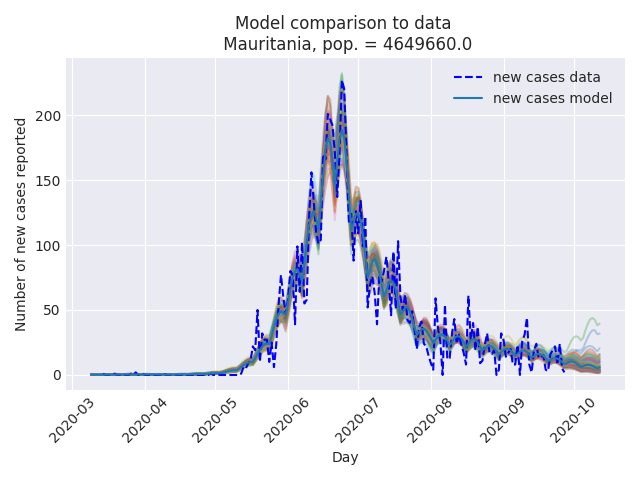 Model comparison to data
Mauritania, pop. = 4649660.0
new cases data
new cases model
Number of new cases reported
200
150
100
50
0
2020-03
2020-04
2020-05
2020-06
2020-07
2020-08
2020-09
2020-10
Day